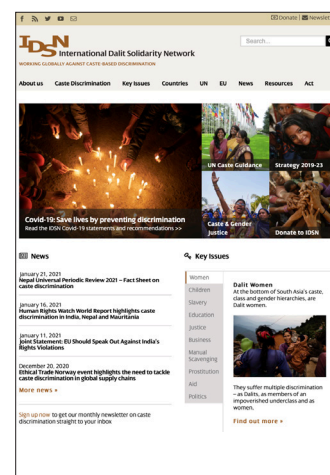 Donate | Newslet
IDSN
International Dalit Solidarity Network
WORKING GLOBALLY AGAINST CASTE-BASED DISCRIMINATION
Search...
About us Caste Discrimination Key Issues Countries UN EU News Resources Act
UN Caste Guidance
Strategy 2019-23
Covid-19: Save lives by preventing discrimination
Read the IDSN Covid-19 statements and recommendations >>
Caste & Gender
Justice
Donate to IDSN
News
January 21, 2021
Nepal Universal Periodic Review 2021 – Fact Sheet on
caste discrimination
January 16, 2021
Human Rights Watch World Report highlights caste
discrimination in India, Nepal and Mauritania
January 11, 2021
Joint Statement: EU Should Speak Out Against India's
Rights Violations
December 20, 2020
Ethical Trade Norway event highlights the need to tackle
caste discrimination in global supply chains
More news »
Sign up now to get our monthly newsletter on caste
discrimination straight to your inbox
Key Issues
Women
Children
Slavery
Education
Justice
Business
Manual
Scavenging
Prostitution
Aid
Politics
Dalit Women
At the bottom of South Asia's caste,
class and gender hierarchies, are
Dalit women.
They suffer multiple discrimination
– as Dalits, as members of an
impoverished underclass and as
women.
Find out more »